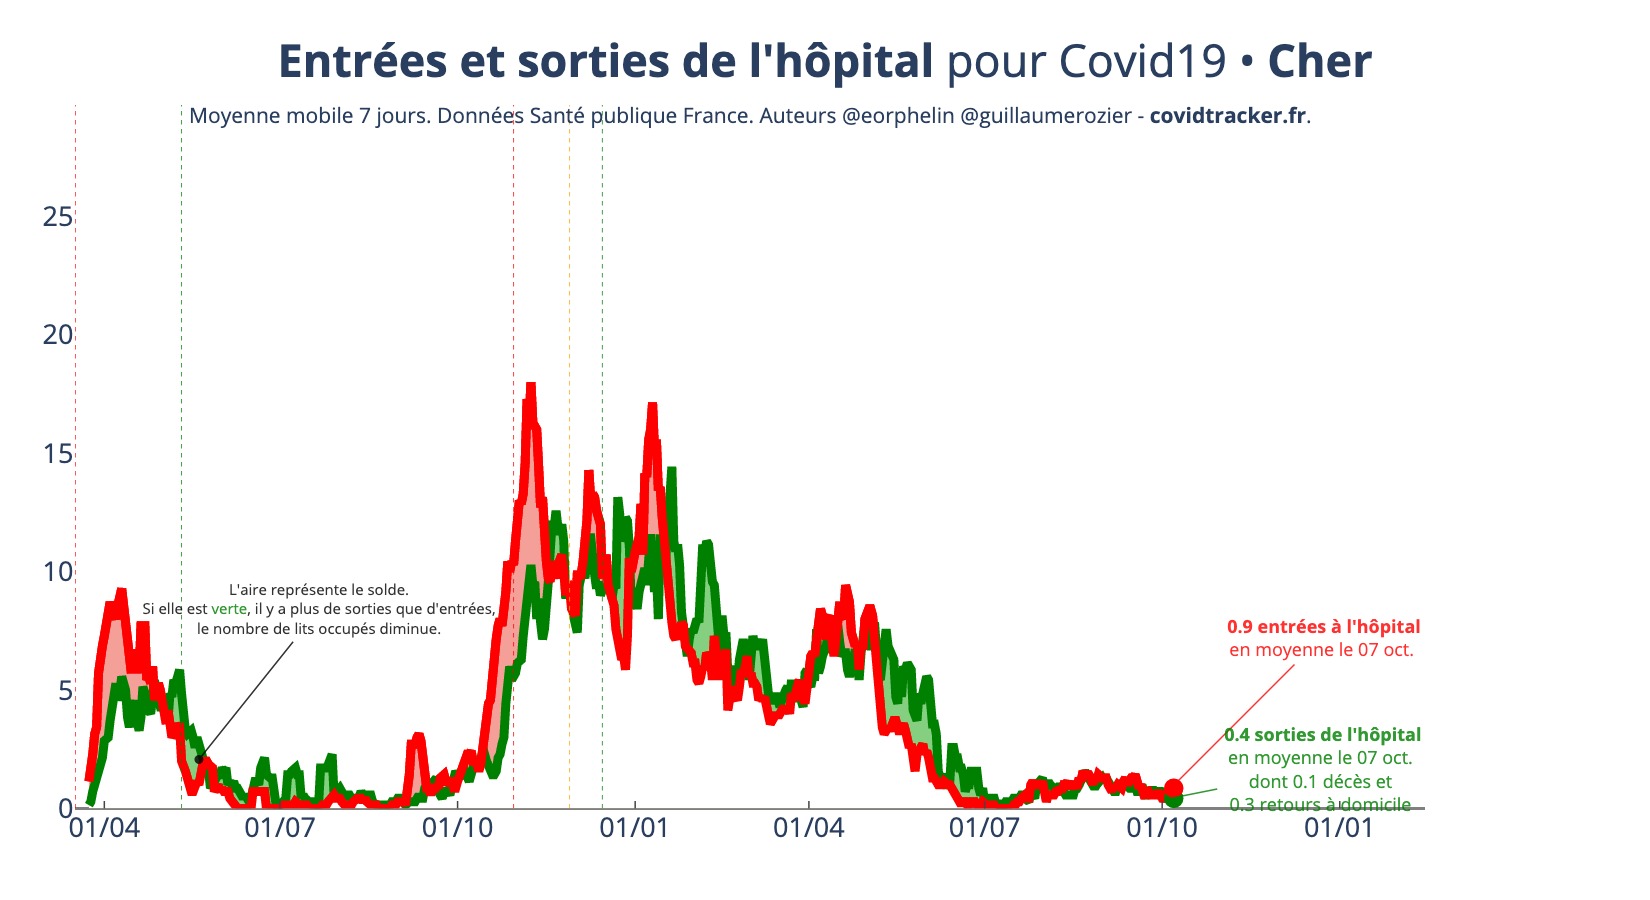 Entrées et sorties de l'hôpital pour Covid19 • Cher
Moyenne mobile 7 jours. Données Santé publique France. Auteurs @eorphelin @guillaumerozier - covidtracker.fr.
25
20
15
10
5
0
L'aire représente le solde.
Si elle est verte, il y a plus de sorties que d'entrées,
le nombre de lits occupés diminue.
0.9 entrées à l'hôpital
en moyenne le 07 oct.
0.4 sorties de l'hôpital
en moyenne le 07 oct.
dont 0.1 décès et
0.3 retours à domicile
01/04 01/07 01/10 01/01 01/04 01/07 01/10 01/01